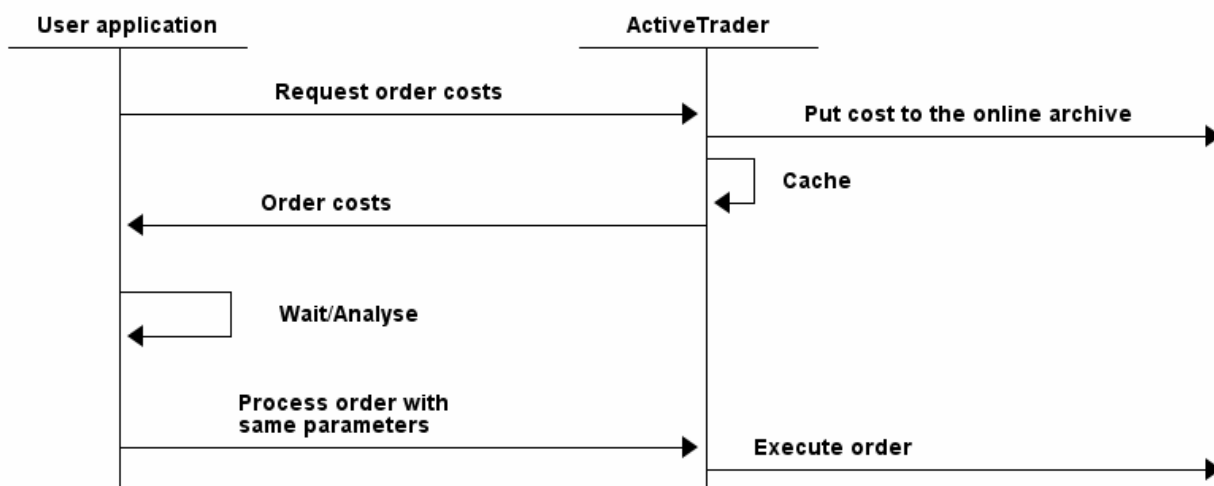 User application
ActiveTrader
Request order costs
Put cost to the online archive
Cache
Order costs
Wait/Analyse
Process order with
same parameters
Execute order